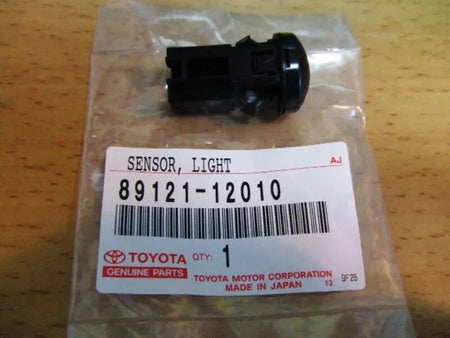 SENSOR, LIGHT AJ
89121-12010
TOYOTA QTY: 1
GENUINE PARTS
TOYOTA MOTOR CORPORATION
MADE IN JAPAN 13 9F25